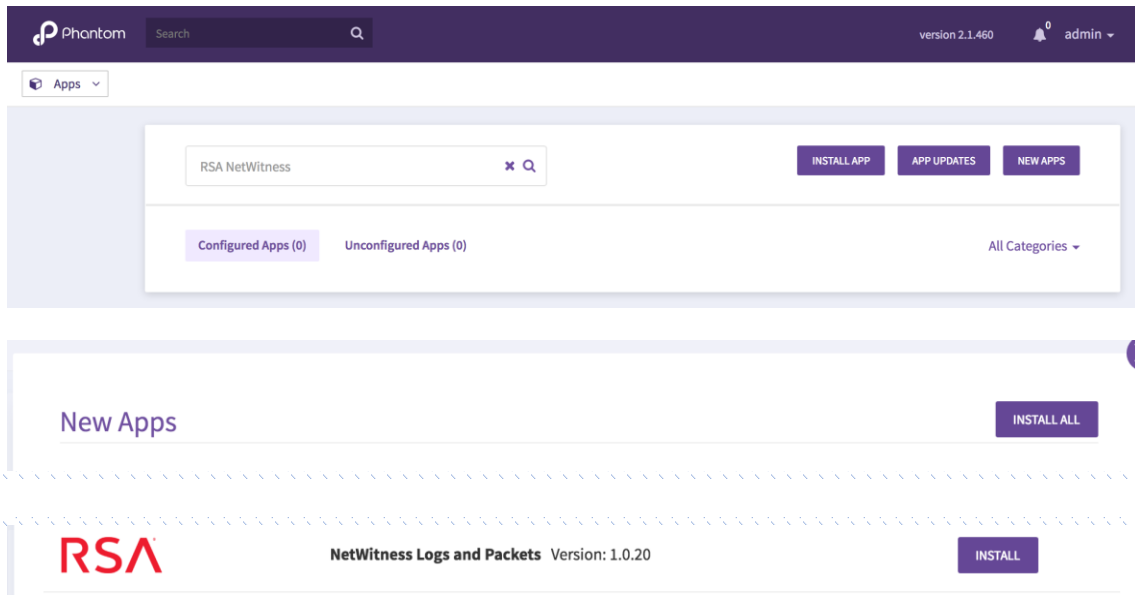 Phantom Search version 2.1.460 0 admin
Apps
RSA NetWitness INSTALL APP APP UPDATES NEW APPS
Configured Apps (0) Unconfigured Apps (0) All Categories
New Apps INSTALL ALL
RSA NetWitness Logs and Packets Version: 1.0.20 INSTALL